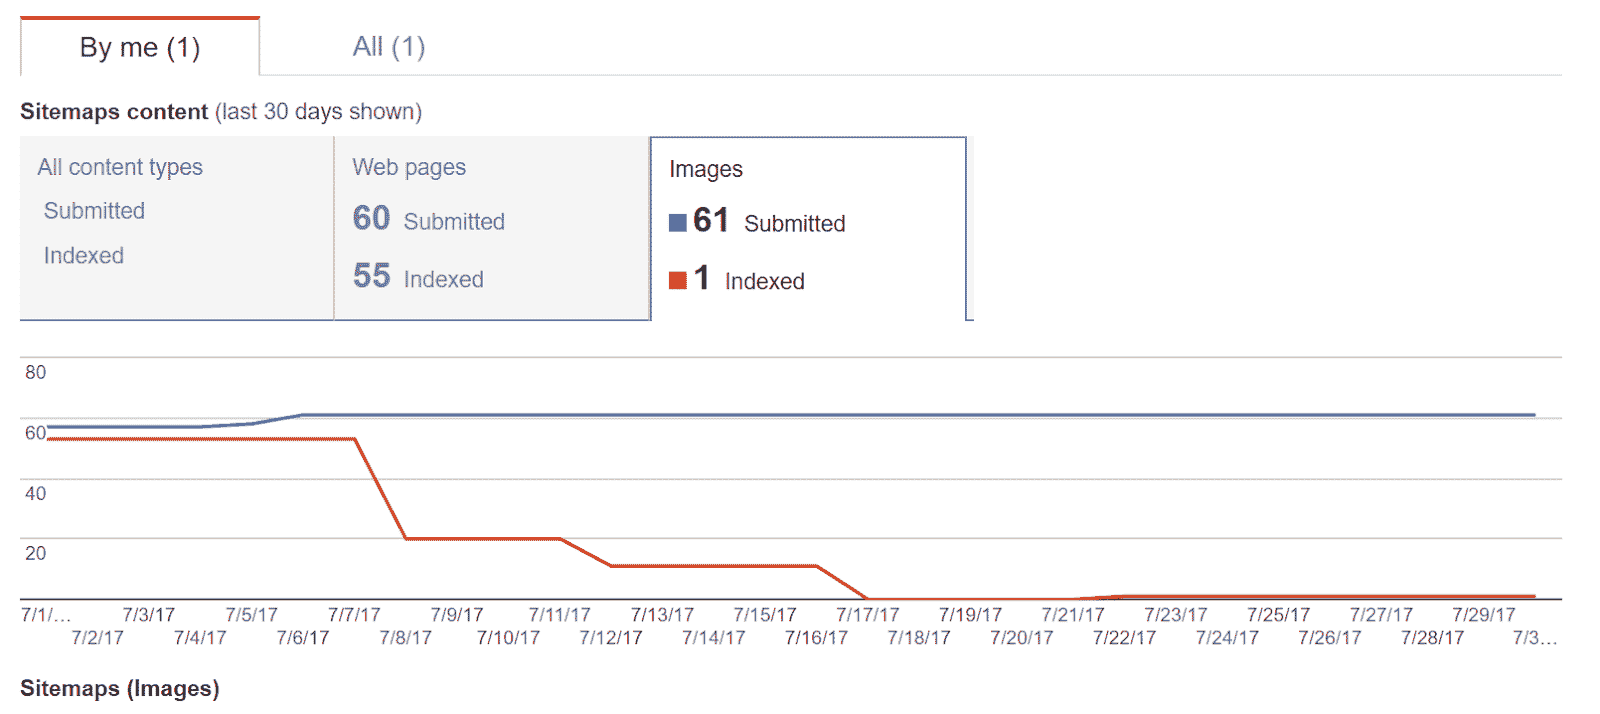 By me (1) All (1)
Sitemaps content (last 30 days shown)
All content types Web pages Images
Submitted 60 Submitted 61 Submitted
Indexed 55 Indexed 1 Indexed
80
60
40
20
7/1/... 7/3/17 7/5/17 7/7/17 7/9/17 7/11/17 7/13/17 7/15/17 7/17/17 7/19/17 7/21/17 7/23/17 7/25/17 7/27/17 7/29/17
7/2/17 7/4/17 7/6/17 7/8/17 7/10/17 7/12/17 7/14/17 7/16/17 7/18/17 7/20/17 7/22/17 7/24/17 7/26/17 7/28/17 7/3...
Sitemaps (Images)